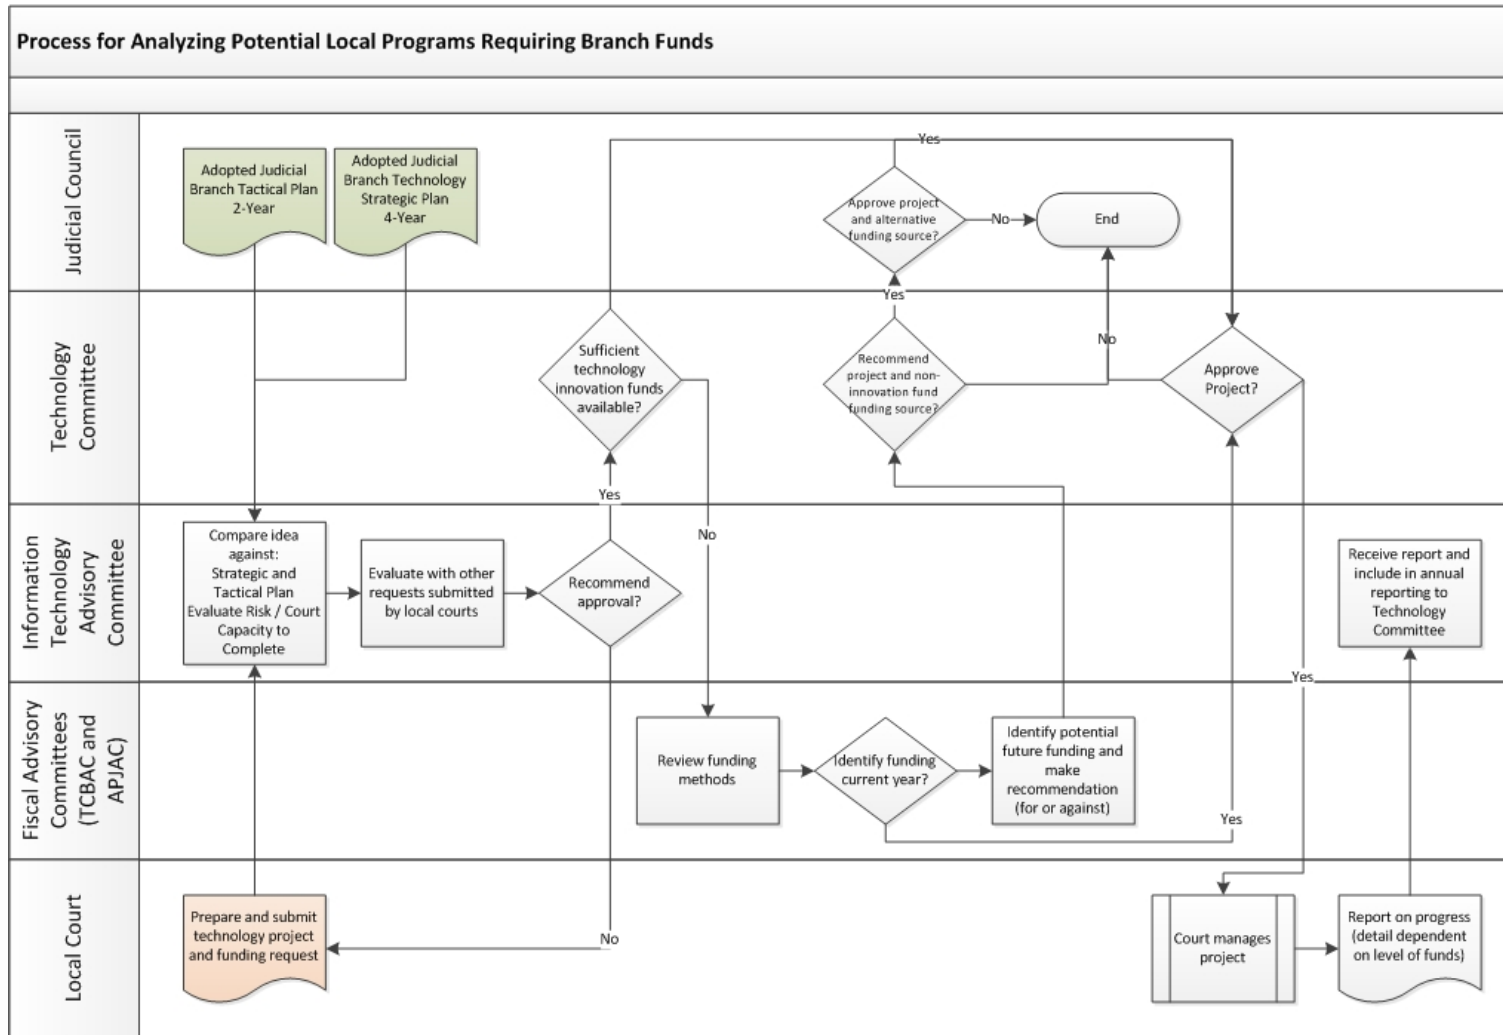 Process for Analyzing Potential Local Programs Requiring Branch Funds
Judicial Council
Adopted Judicial
Branch Tactical Plan
2-Year
Adopted Judicial
Branch Technology
Strategic Plan
4-Year
Yes
Approve project
and alternative
funding source?
No
End
Yes
Technology
Committee
Sufficient
technology
innovation funds
available?
Recommend
project and non-
innovation fund
funding source?
No
Approve
Project?
Yes
No
Information
Technology
Advisory
Committee
Compare idea
against:
Strategic and
Tactical Plan
Evaluate Risk / Court
Capacity to
Complete
Evaluate with other
requests submitted
by local courts
Recommend
approval?
Receive report and
include in annual
reporting to
Technology
Committee
Yes
Fiscal Advisory
Committees
(TCBAC and
APJAC)
Review funding
methods
Identify funding
current year?
Identify potential
future funding and
make
recommendation
(for or against)
Yes
Local Court
Prepare and submit
technology project
and funding request
No
Court manages
project
Report on progress
(detail dependent
on level of funds)